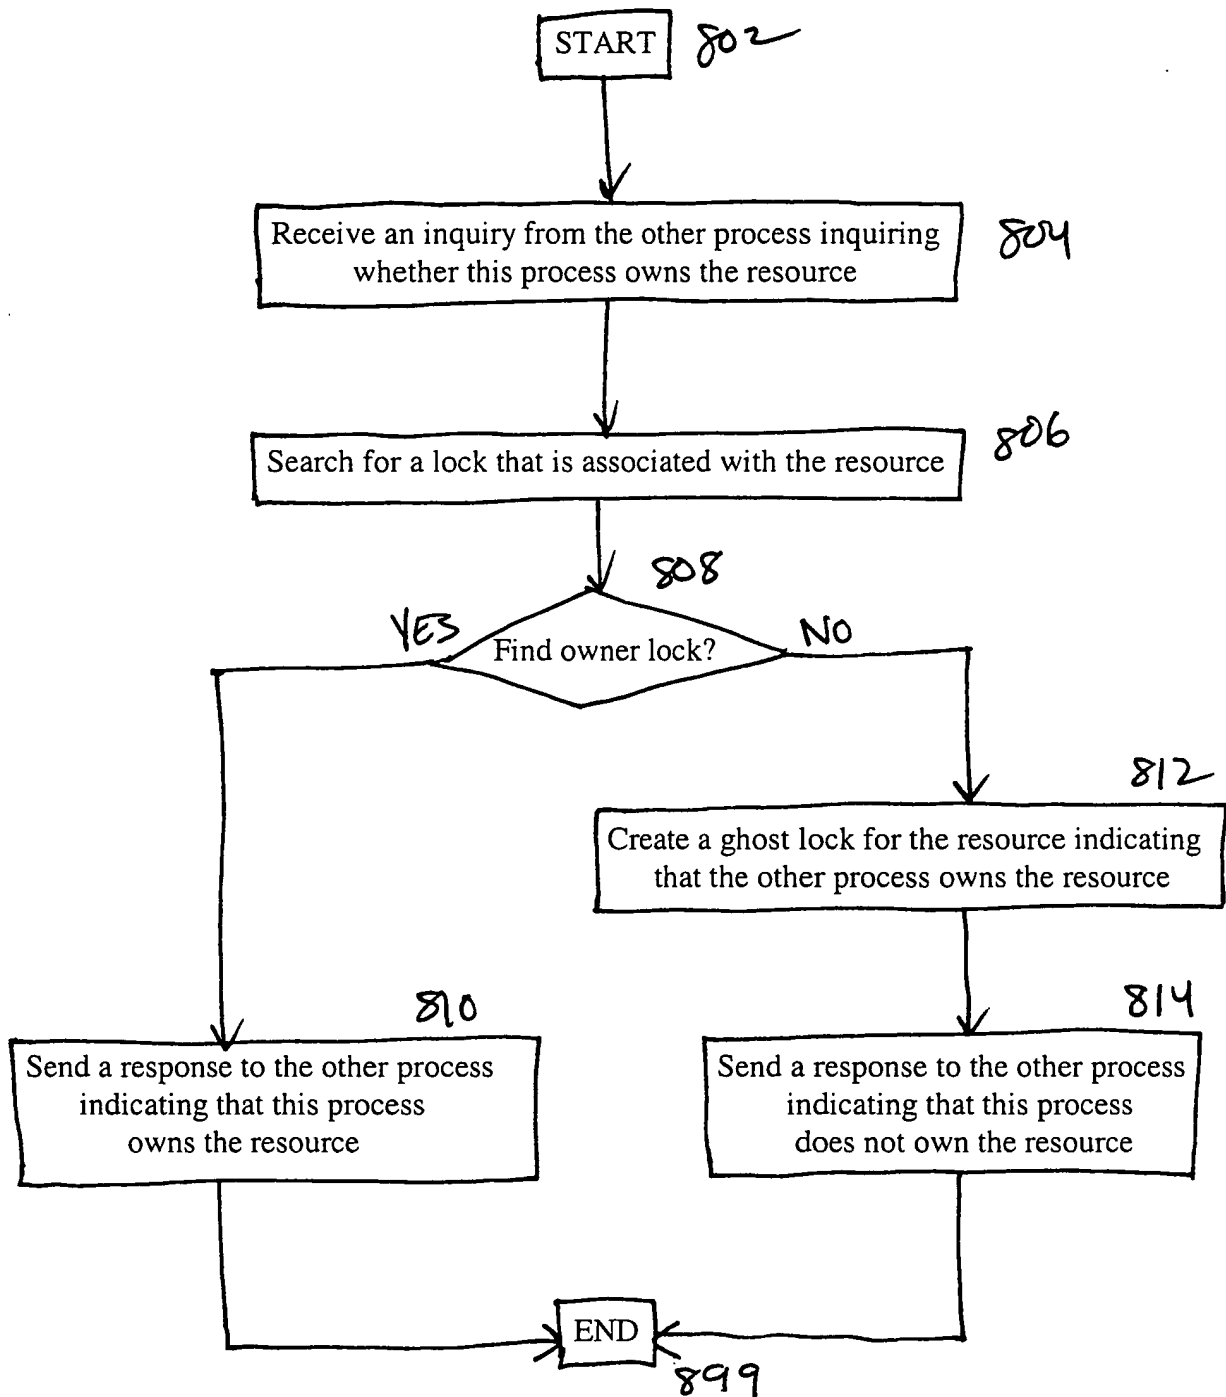 START
802
Receive an inquiry from the other process inquiring
whether this process owns the resource
804
Search for a lock that is associated with the resource
806
808
YES
Find owner lock?
NO
812
Create a ghost lock for the resource indicating
that the other process owns the resource
810
Send a response to the other process
indicating that this process
owns the resource
814
Send a response to the other process
indicating that this process
does not own the resource
END
899